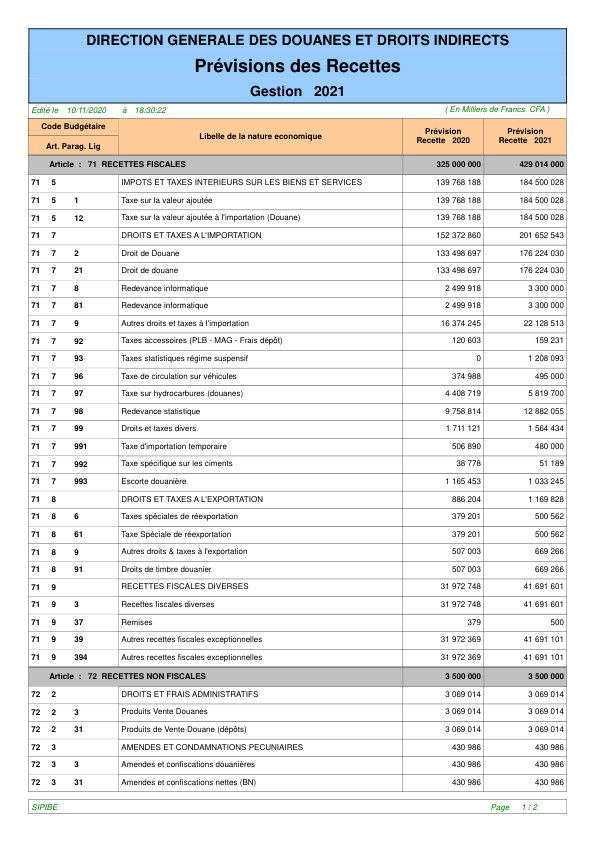 DIRECTION GENERALE DES DOUANES ET DROITS INDIRECTS
Prévisions des Recettes
Gestion 2021
Edité le 10/11/2020 à 18:30:22 ( En Milliers de Francs CFA )
Code Budgétaire
Art. Parag. Lig
Libelle de la nature economique
Prévision Recette 2020
Prévision Recette 2021
Article : 71 RECETTES FISCALES 325 000 000 429 014 000
71 5 IMPOTS ET TAXES INTERIEURS SUR LES BIENS ET SERVICES 139 768 188 184 500 028
71 5 1 Taxe sur la valeur ajoutée 139 768 188 184 500 028
71 5 12 Taxe sur la valeur ajoutée à l'importation (Douane) 139 768 188 184 500 028
71 7 DROITS ET TAXES A L'IMPORTATION 152 372 860 201 652 543
71 7 2 Droit de Douane 133 498 697 176 224 030
71 7 21 Droit de douane 133 498 697 176 224 030
71 7 8 Redevance informatique 2 499 918 3 300 000
71 7 81 Redevance informatique 2 499 918 3 300 000
71 7 9 Autres droits et taxes à l'importation 16 374 245 22 128 513
71 7 92 Taxes accessoires (PLB - MAG - Frais dépôt) 120 603 159 231
71 7 93 Taxes statistiques régime suspensif 0 1 208 093
71 7 96 Taxe de circulation sur véhicules 374 988 495 000
71 7 97 Taxe sur hydrocarbures (douanes) 4 408 719 5 819 700
71 7 98 Redevance statistique 9 758 814 12 882 055
71 7 99 Droits et taxes divers 1 711 121 1 564 434
71 7 991 Taxe d'importation temporaire 506 890 480 000
71 7 992 Taxe spécifique sur les ciments 38 778 51 189
71 7 993 Escorte douanière 1 165 453 1 033 245
71 8 DROITS ET TAXES A L'EXPORTATION 886 204 1 169 828
71 8 6 Taxes spéciales de réexportation 379 201 500 562
71 8 61 Taxe Spéciale de réexportation 379 201 500 562
71 8 9 Autres droits & taxes à l'exportation 507 003 669 266
71 8 91 Droits de timbre douanier 507 003 669 266
71 9 RECETTES FISCALES DIVERSES 31 972 748 41 691 601
71 9 3 Recettes fiscales diverses 31 972 748 41 691 601
71 9 37 Remises 379 500
71 9 39 Autres recettes fiscales exceptionnelles 31 972 369 41 691 101
71 9 394 Autres recettes fiscales exceptionnelles 31 972 369 41 691 101
Article : 72 RECETTES NON FISCALES 3 500 000 3 500 000
72 2 DROITS ET FRAIS ADMINISTRATIFS 3 069 014 3 069 014
72 2 3 Produits Vente Douanes 3 069 014 3 069 014
72 2 31 Produits de Vente Douane (dépôts) 3 069 014 3 069 014
72 3 AMENDES ET CONDAMNATIONS PECUNIAIRES 430 986 430 986
72 3 3 Amendes et confiscations douanières 430 986 430 986
72 3 31 Amendes et confiscations nettes (BN) 430 986 430 986
SIPIBE Page 1 / 2